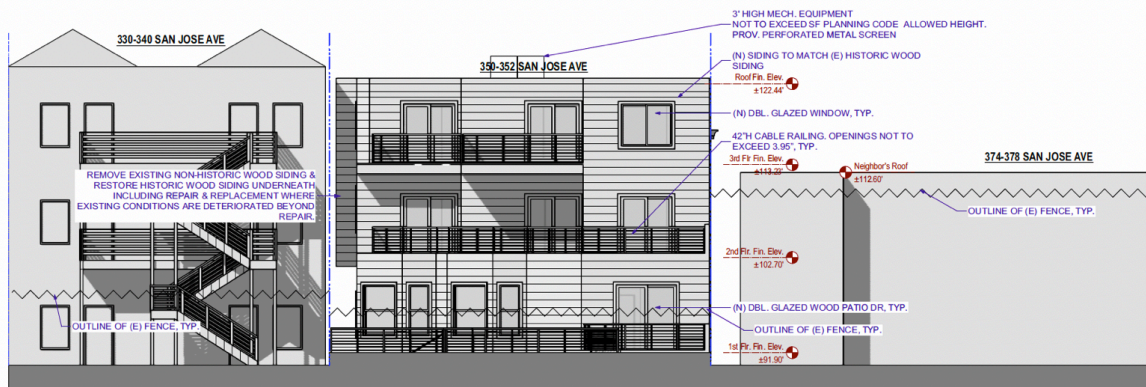 330-340 SAN JOSE AVE
REMOVE EXISTING NON-HISTORIC WOOD SIDING &
RESTORE HISTORIC WOOD SIDING UNDERNEATH
INCLUDING REPAIR & REPLACEMENT WHERE
EXISTING CONDITIONS ARE DETERIORATED BEYOND
REPAIR.
OUTLINE OF (E) FENCE, TYP.
350-352 SAN JOSE AVE
3' HIGH MECH. EQUIPMENT
NOT TO EXCEED SF PLANNING CODE ALLOWED HEIGHT.
PROV. PERFORATED METAL SCREEN
(N) SIDING TO MATCH (E) HISTORIC WOOD
SIDING
Roof Fin. Elev.
±122.44'
(N) DBL. GLAZED WINDOW, TYP.
42"H CABLE RAILING. OPENINGS NOT TO
EXCEED 3.95", TYP.
3rd Flr Fin. Elev.
±113.23'
Neighbor's Roof
±112.60'
374-378 SAN JOSE AVE
OUTLINE OF (E) FENCE, TYP.
2nd Flr. Fin. Elev.
±102.70'
(N) DBL. GLAZED WOOD PATIO DR, TYP.
OUTLINE OF (E) FENCE, TYP.
1st Flr. Fin. Elev.
±91.90'